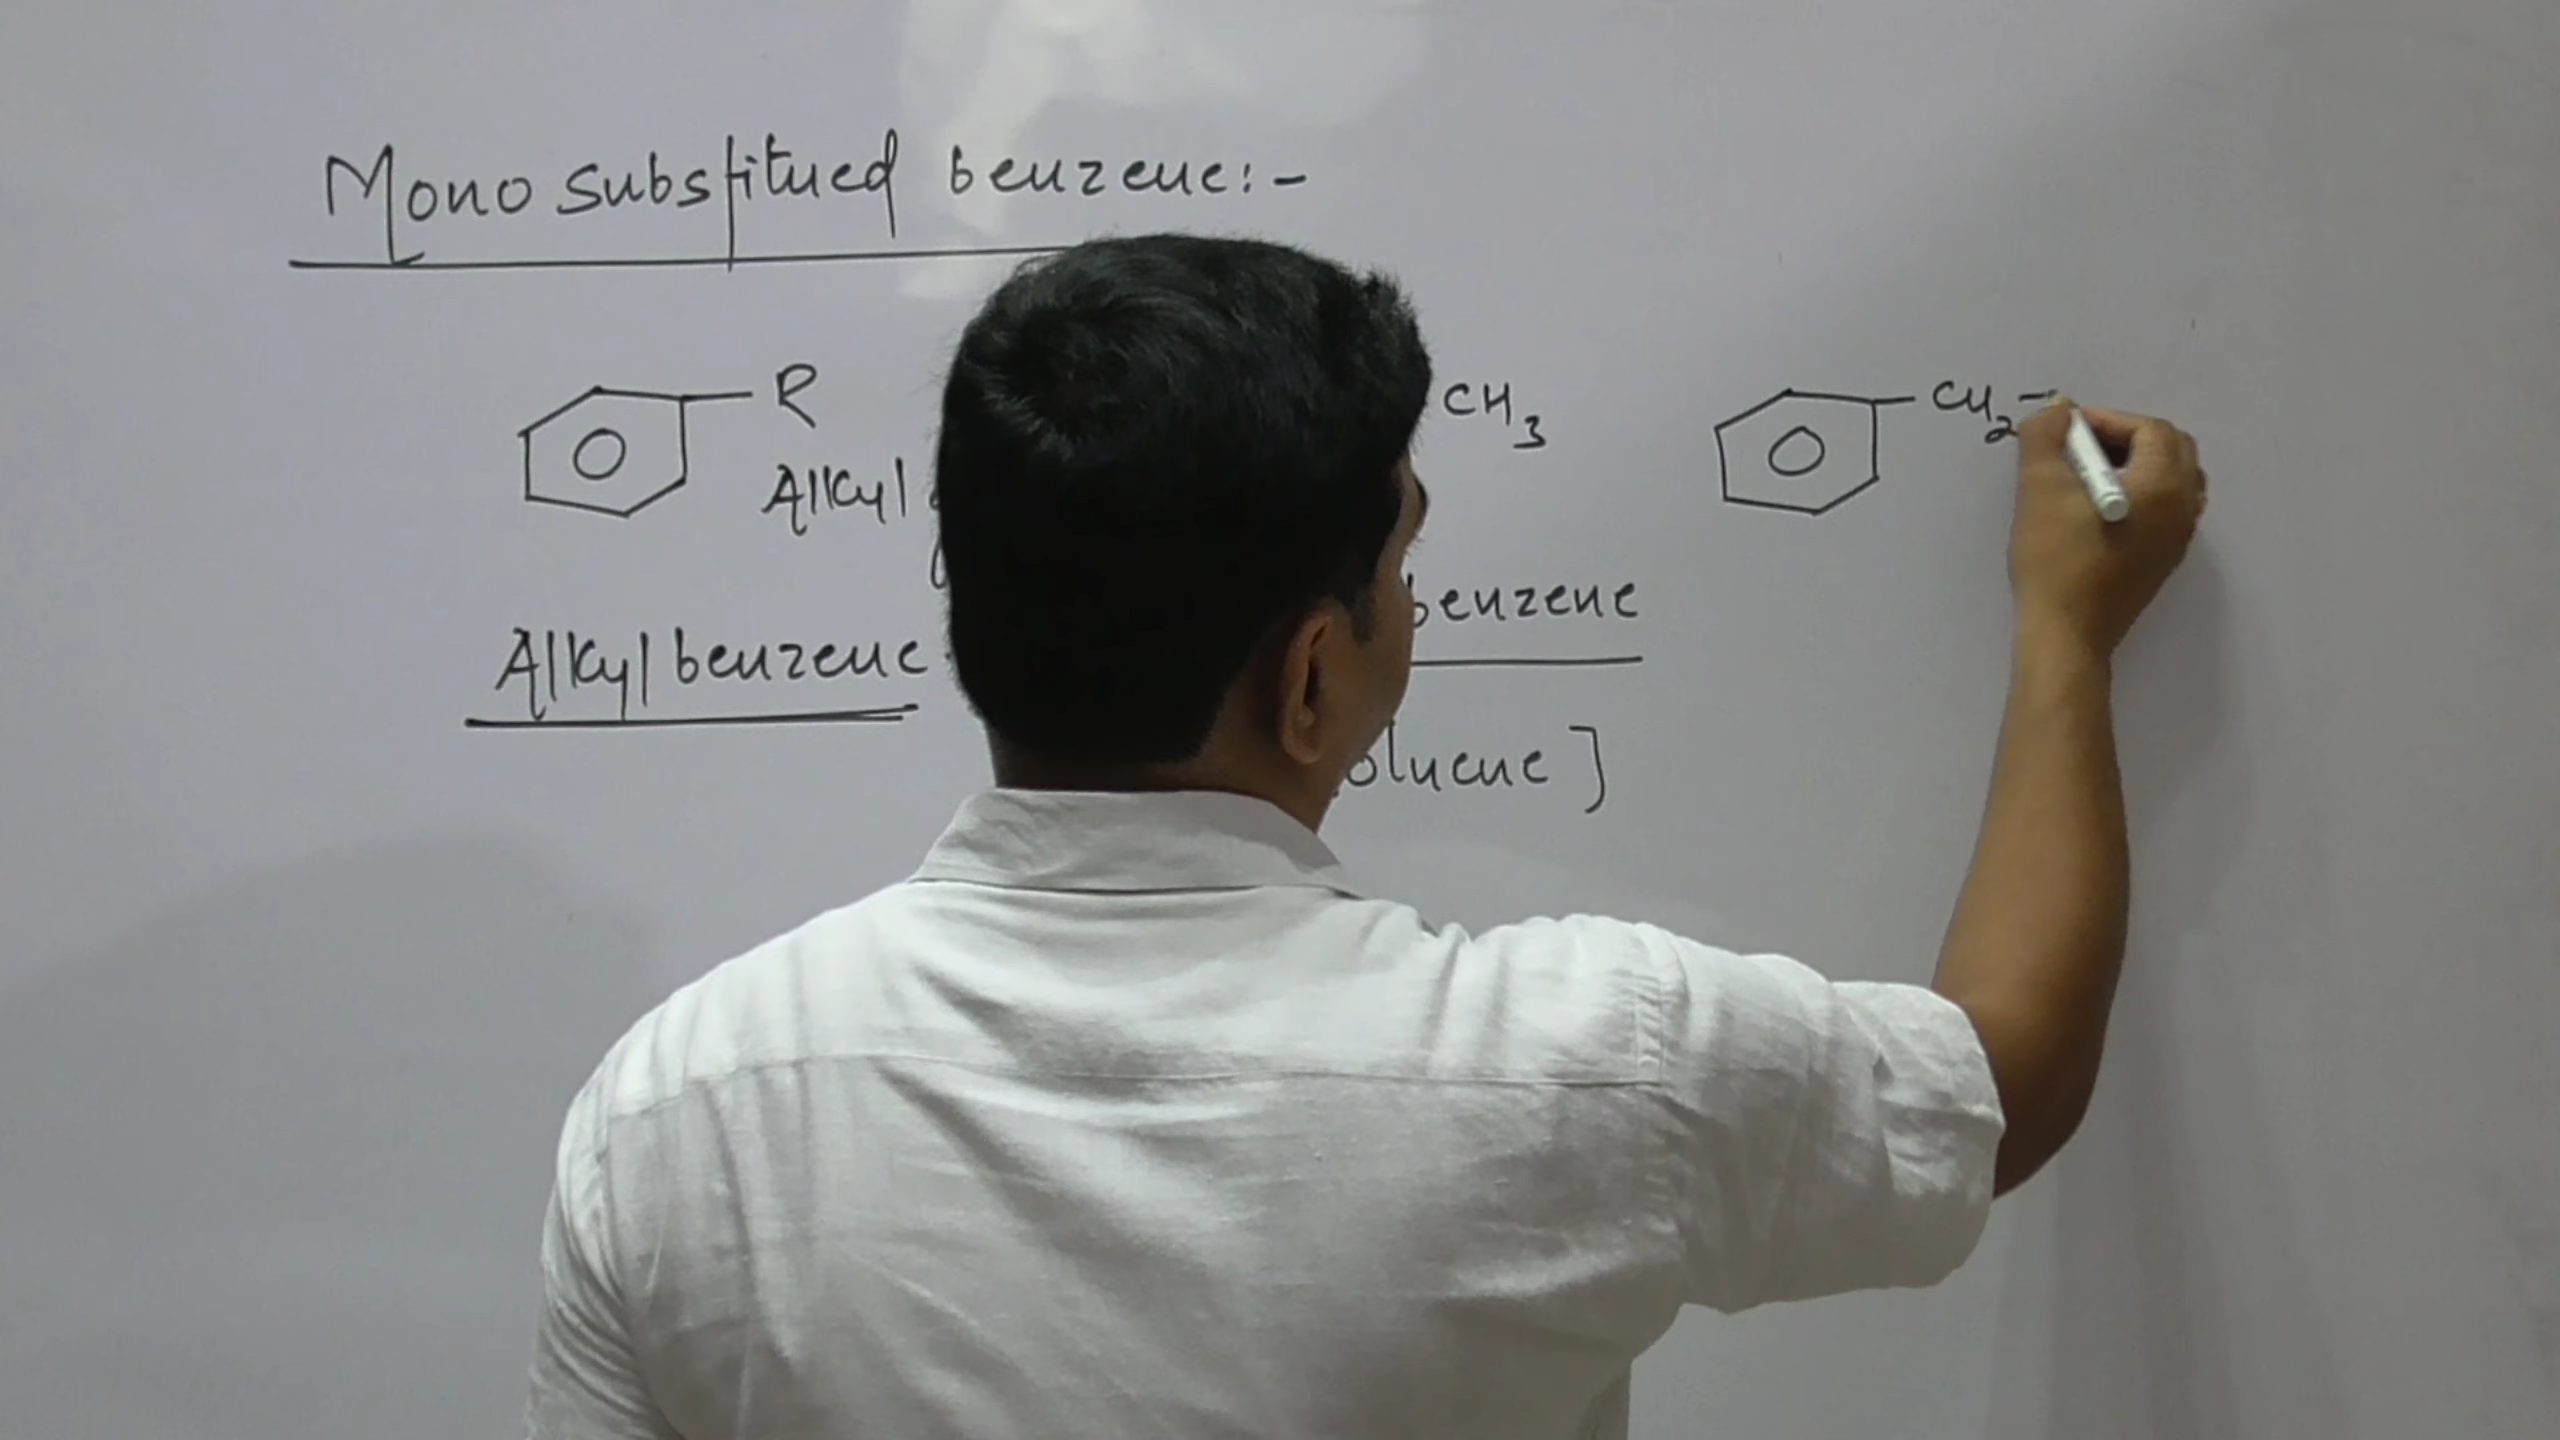 Mono substitued benzene:-
R
CH3
CH2-
Alkyl
benzene
Alkyl benzene
oluene]